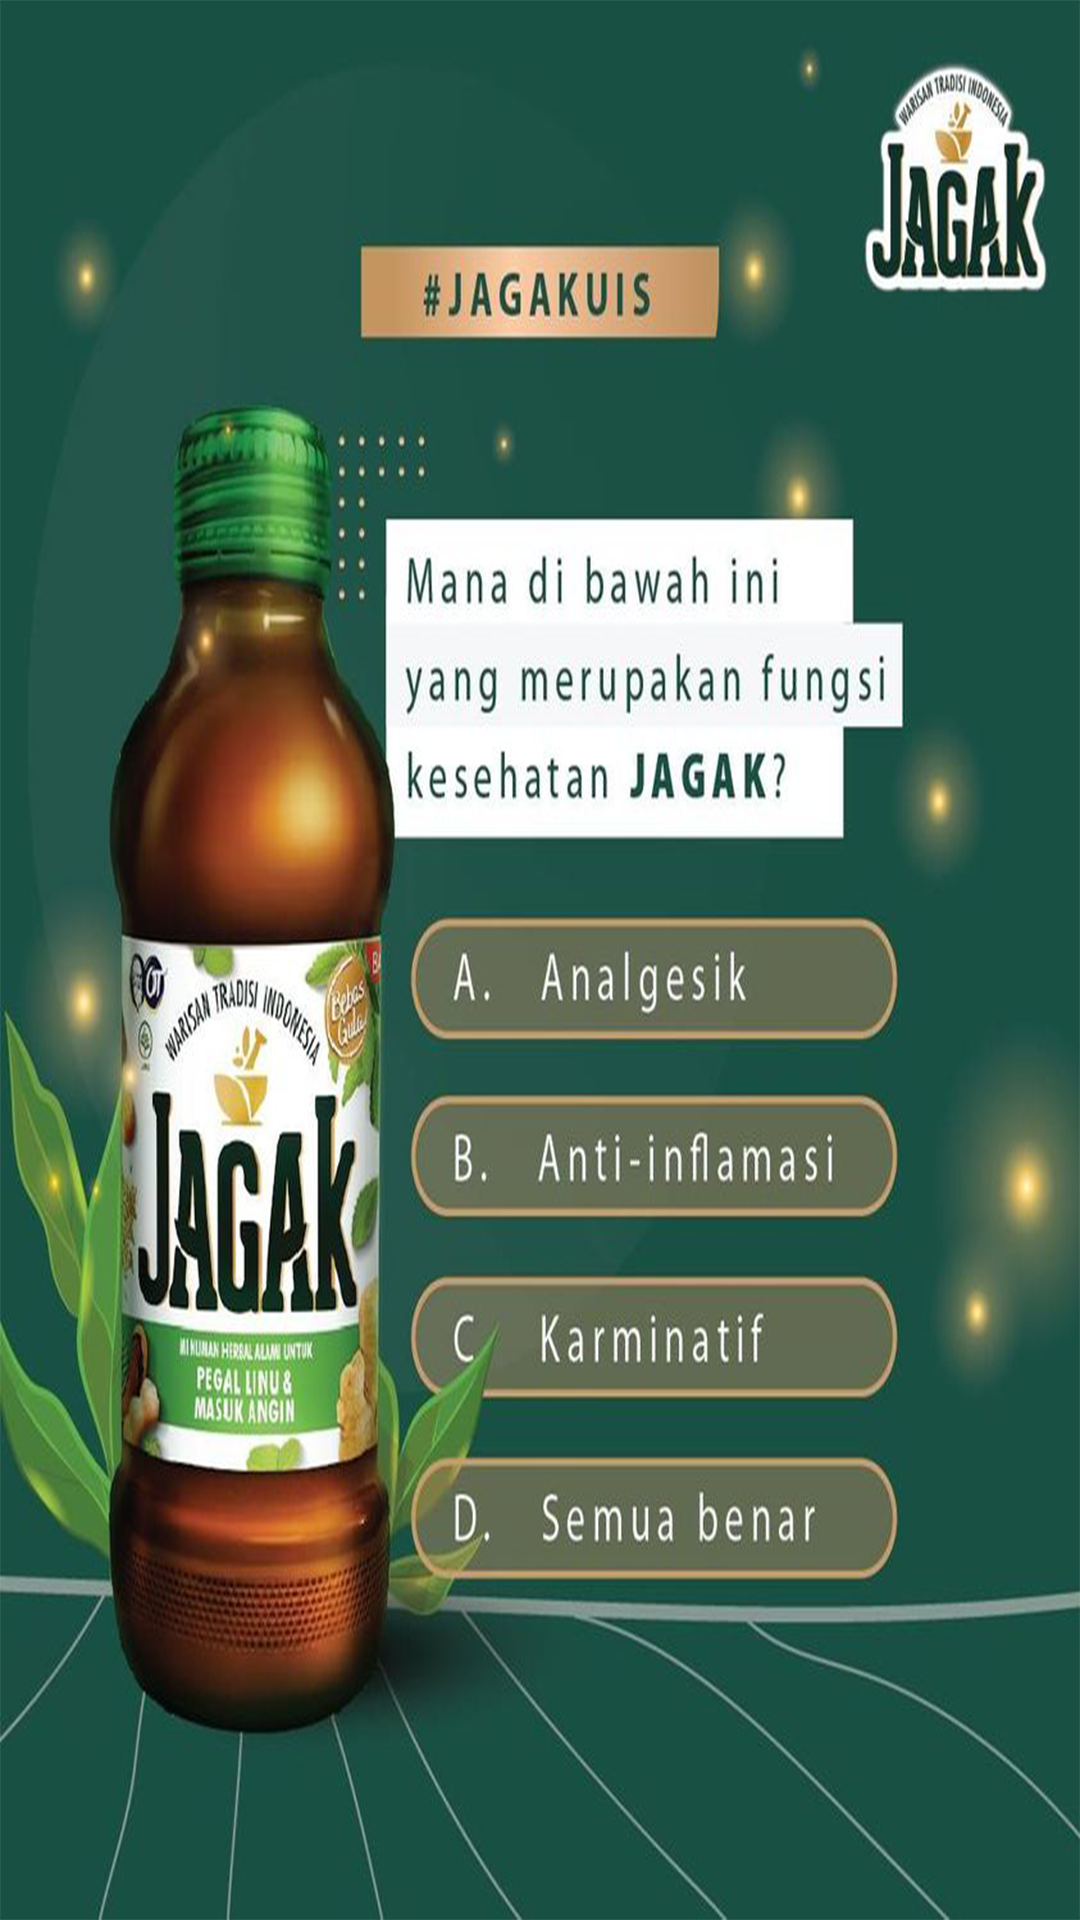 WARISAN TRADISI INDONESIA
JAGAK
#JAGAKUIS
Mana di bawah ini
yang merupakan fungsi
kesehatan JAGAK?
A. Analgesik
B. Anti-inflamasi
C Karminatif
D. Semua benar
OT
Bebas
Gula
WARISAN TRADISI INDONESIA
JAGAK
MINUMAN HERBAL ALAMI UNTUK
PEGAL LINU &
MASUK ANGIN